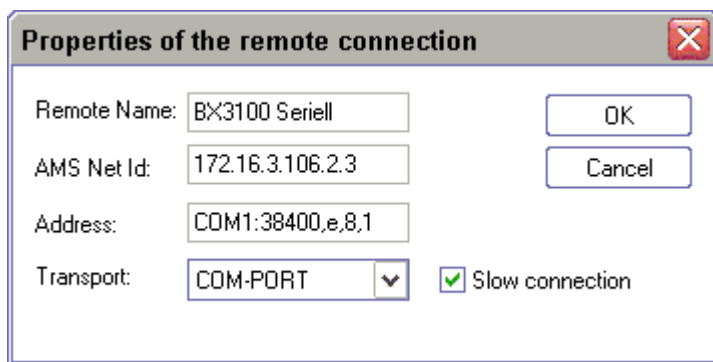 Properties of the remote connection
Remote Name: BX3100 Seriell OK
AMS Net Id: 172.16.3.106.2.3 Cancel
Address: COM1:38400,e,8,1
Transport: COM-PORT Slow connection